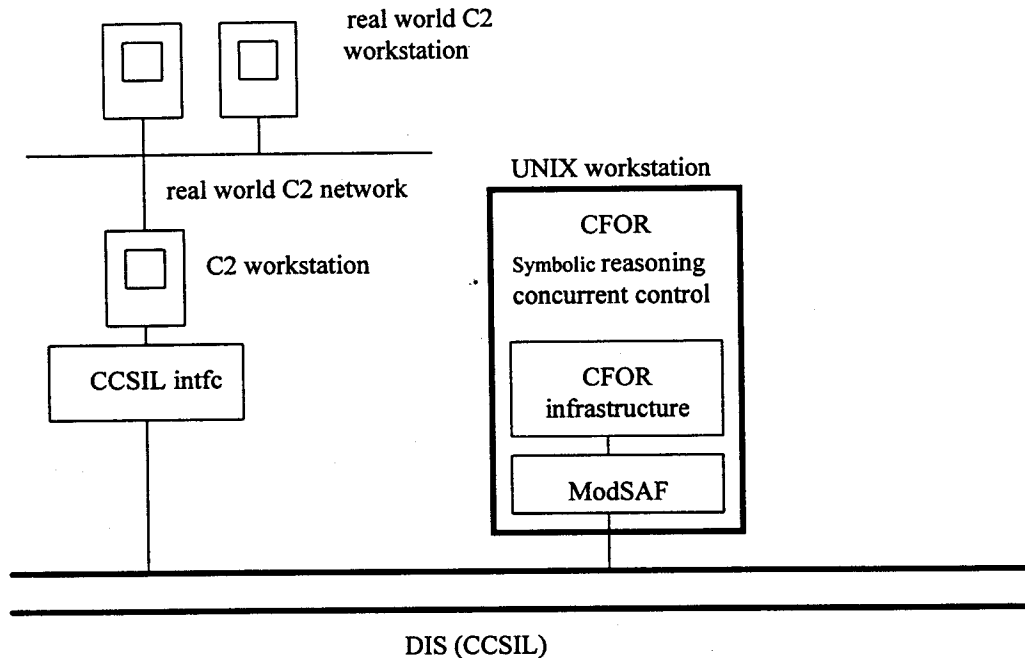 real world C2
workstation
real world C2 network
C2 workstation
CCSIL intfc
UNIX workstation
CFOR
Symbolic reasoning
concurrent control
CFOR
infrastructure
ModSAF
DIS (CCSIL)